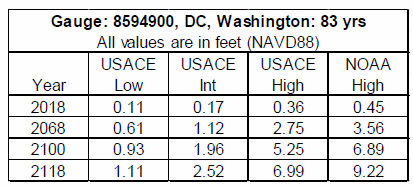 Gauge: 8594900, DC, Washington: 83 yrs
All values are in feet (NAVD88)
USACE USACE USACE NOAA
Year Low Int High High
2018 0.11 0.17 0.36 0.45
2068 0.61 1.12 2.75 3.56
2100 0.93 1.96 5.25 6.89
2118 1.11 2.52 6.99 9.22